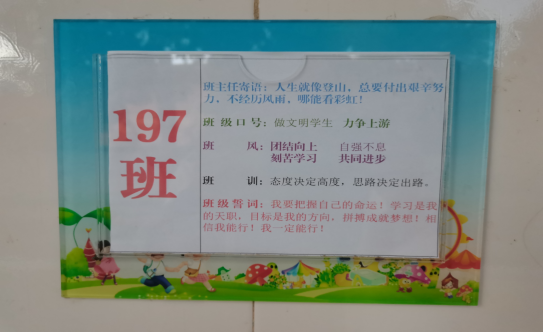 197
班
班主任寄语：人生就像登山，总要付出艰辛努
力，不经历风雨，哪能看彩虹！
班 级 口 号：做文明学生 力争上游
班 风：团结向上 自强不息
刻苦学习 共同进步
班 训：态度决定高度，思路决定出路。
班级誓词：我要把握自己的命运！学习是我
的天职，目标是我的方向，拼搏成就梦想！相
信我能行！我一定能行！